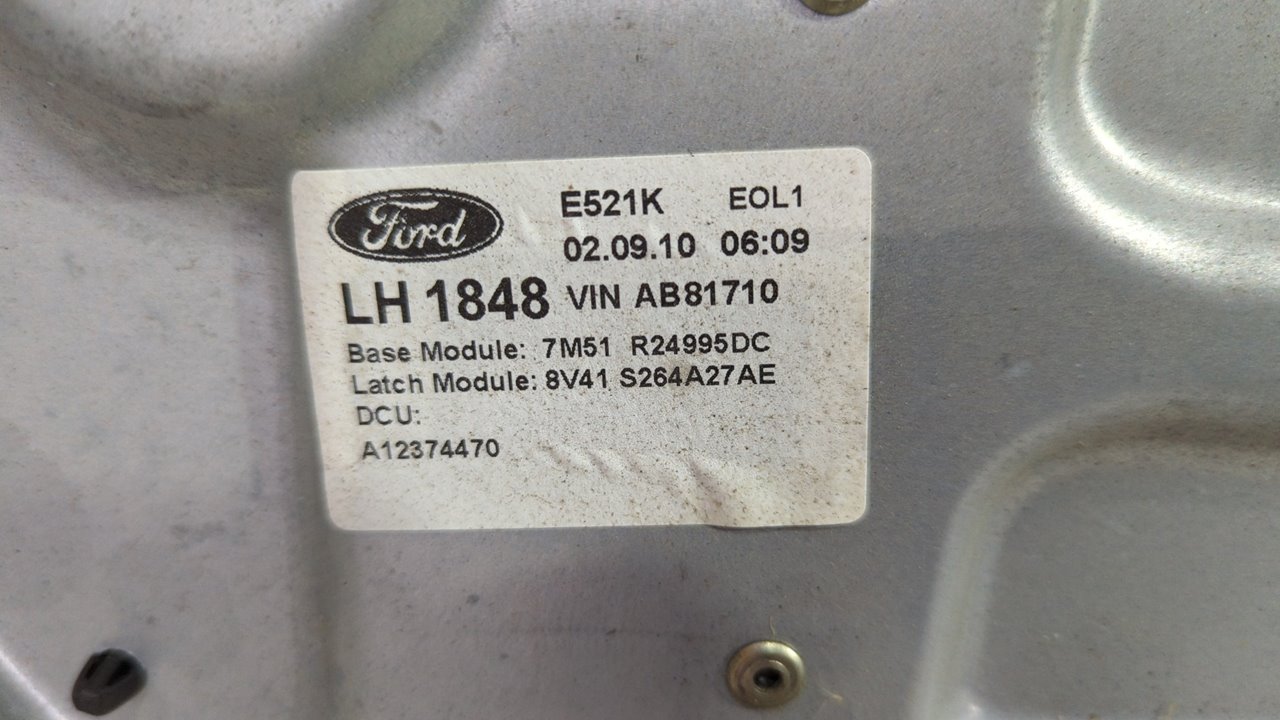 Ford E521K EOL1
02.09.10 06:09
LH 1848 VIN AB81710
Base Module: 7M51 R24995DC
Latch Module: 8V41 S264A27AE
DCU:
A12374470